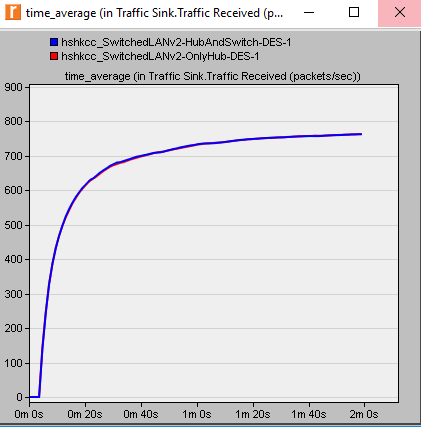 time_average (in Traffic Sink.Traffic Received (p...
hshkcc_SwitchedLANv2-HubAndSwitch-DES-1
hshkcc_SwitchedLANv2-OnlyHub-DES-1
time_average (in Traffic Sink.Traffic Received (packets/sec))
900
800
700
600
500
400
300
200
100
0
0m 0s 0m 20s 0m 40s 1m 0s 1m 20s 1m 40s 2m 0s